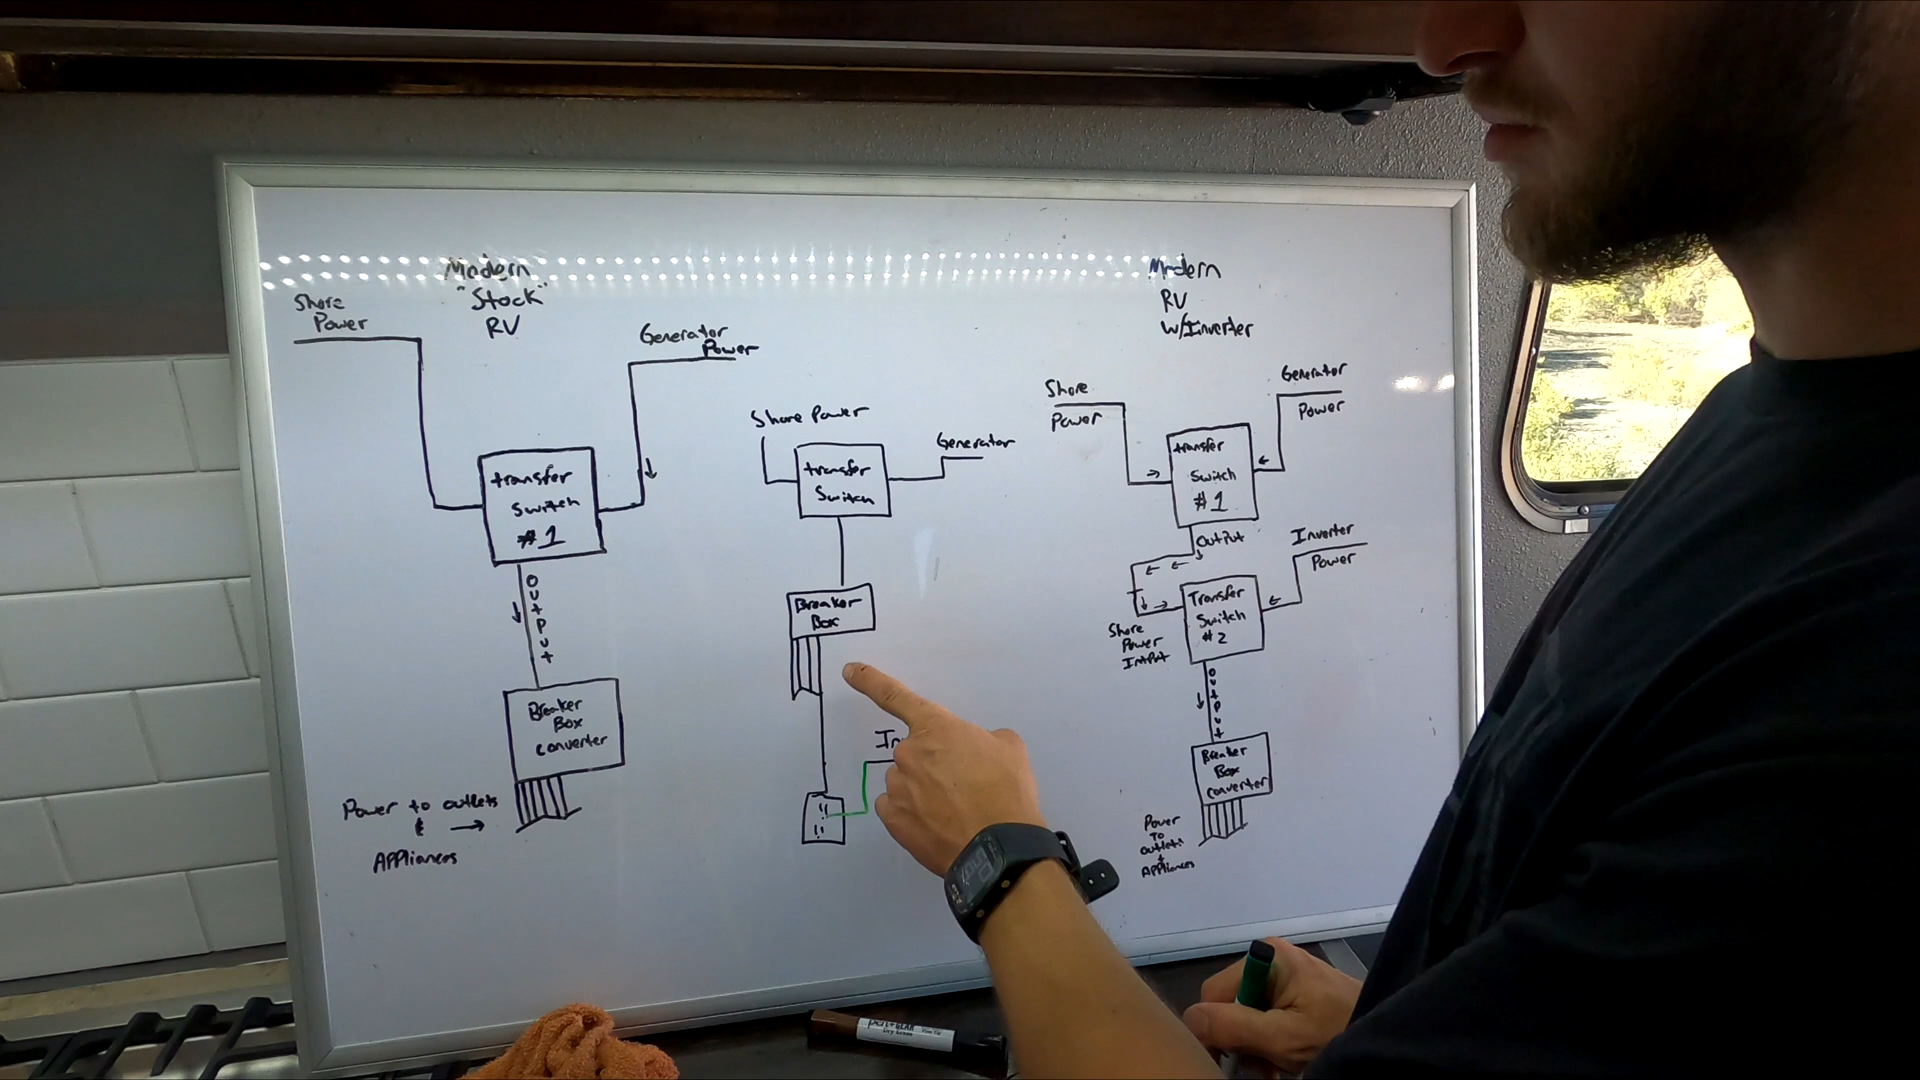 Modern
"Stock"
RV
Shore
Power
Generator
Power
transfer
Switch
#1
Output
Breaker
Box
converter
Power to outlets
&
Appliances
Shore Power
Generator
transfer
Switch
Breaker
Box
In
Modern
RV
w/Inverter
Shore
Power
Generator
Power
transfer
Switch
#1
Output
Inverter
Power
Transfer
Switch
#2
Shore
Power
Intput
Output
Breaker
Box
converter
Power
To
outlets
+
Appliances